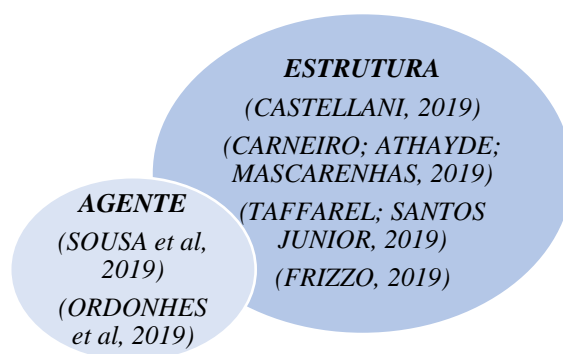 ESTRUTURA
(CASTELLANI, 2019)
(CARNEIRO; ATHAYDE;
MASCARENHAS, 2019)
(TAFFAREL; SANTOS
JUNIOR, 2019)
(FRIZZO, 2019)
AGENTE
(SOUSA et al,
2019)
(ORDONHES
et al, 2019)